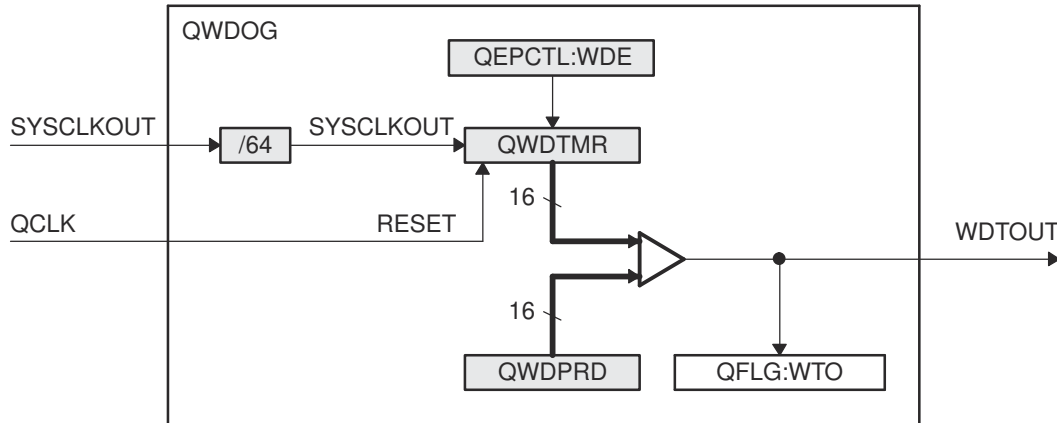 QWDOG
QEPCTL:WDE
SYSCLKOUT
/64
SYSCLKOUT
QWDTMR
16
QCLK
RESET
WDTOUT
16
QWDPRD
QFLG:WTO